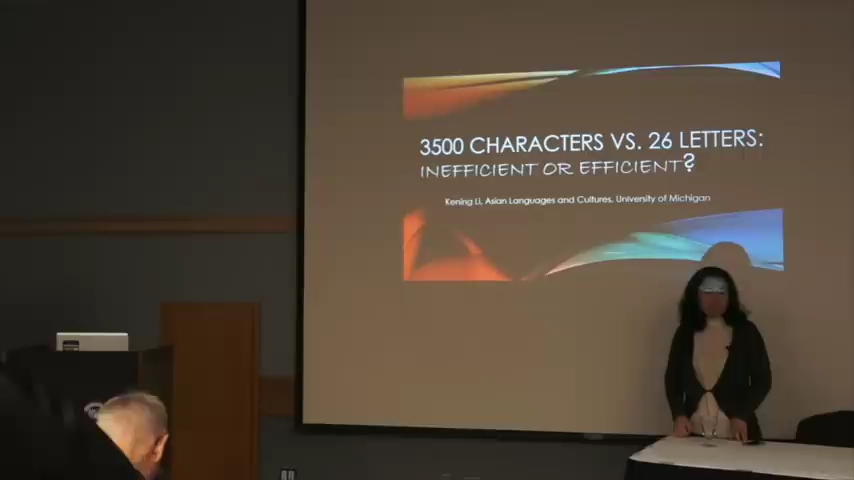 3500 CHARACTERS VS. 26 LETTERS:
INEFFICIENT OR EFFICIENT?
Kening Li, Asian Languages and Cultures, University of Michigan